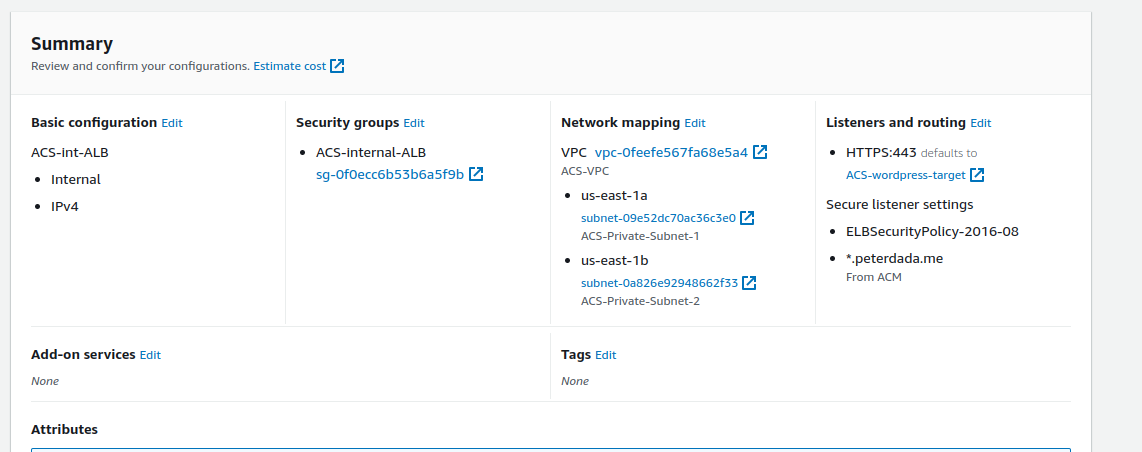 Summary
Review and confirm your configurations. Estimate cost
Basic configuration Edit
ACS-int-ALB
Internal
IPv4
Security groups Edit
ACS-internal-ALB
sg-0f0ecc6b53b6a5f9b
Network mapping Edit
VPC vpc-0feefe567fa68e5a4
ACS-VPC
us-east-1a
subnet-09e52dc70ac36c3e0
ACS-Private-Subnet-1
us-east-1b
subnet-0a826e92948662f33
ACS-Private-Subnet-2
Listeners and routing Edit
HTTPS:443 defaults to
ACS-wordpress-target
Secure listener settings
ELBSecurityPolicy-2016-08
*.peterdada.me
From ACM
Add-on services Edit
None
Tags Edit
None
Attributes